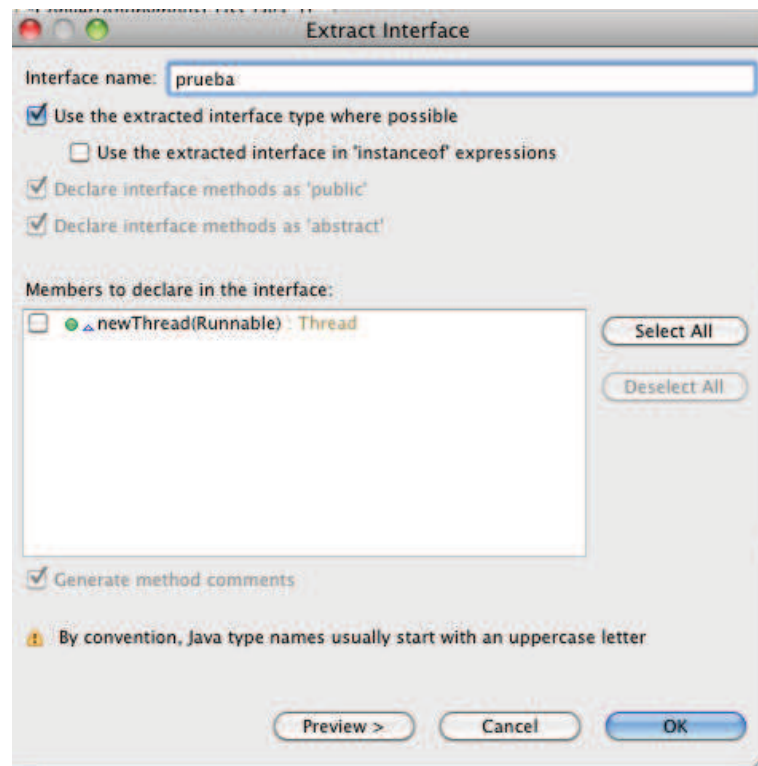 Extract Interface
Interface name: prueba
Use the extracted interface type where possible
Use the extracted interface in 'instanceof' expressions
Declare interface methods as 'public'
Declare interface methods as 'abstract'
Members to declare in the interface:
newThread(Runnable) : Thread
Select All
Deselect All
Generate method comments
By convention, Java type names usually start with an uppercase letter
Preview >
Cancel
OK